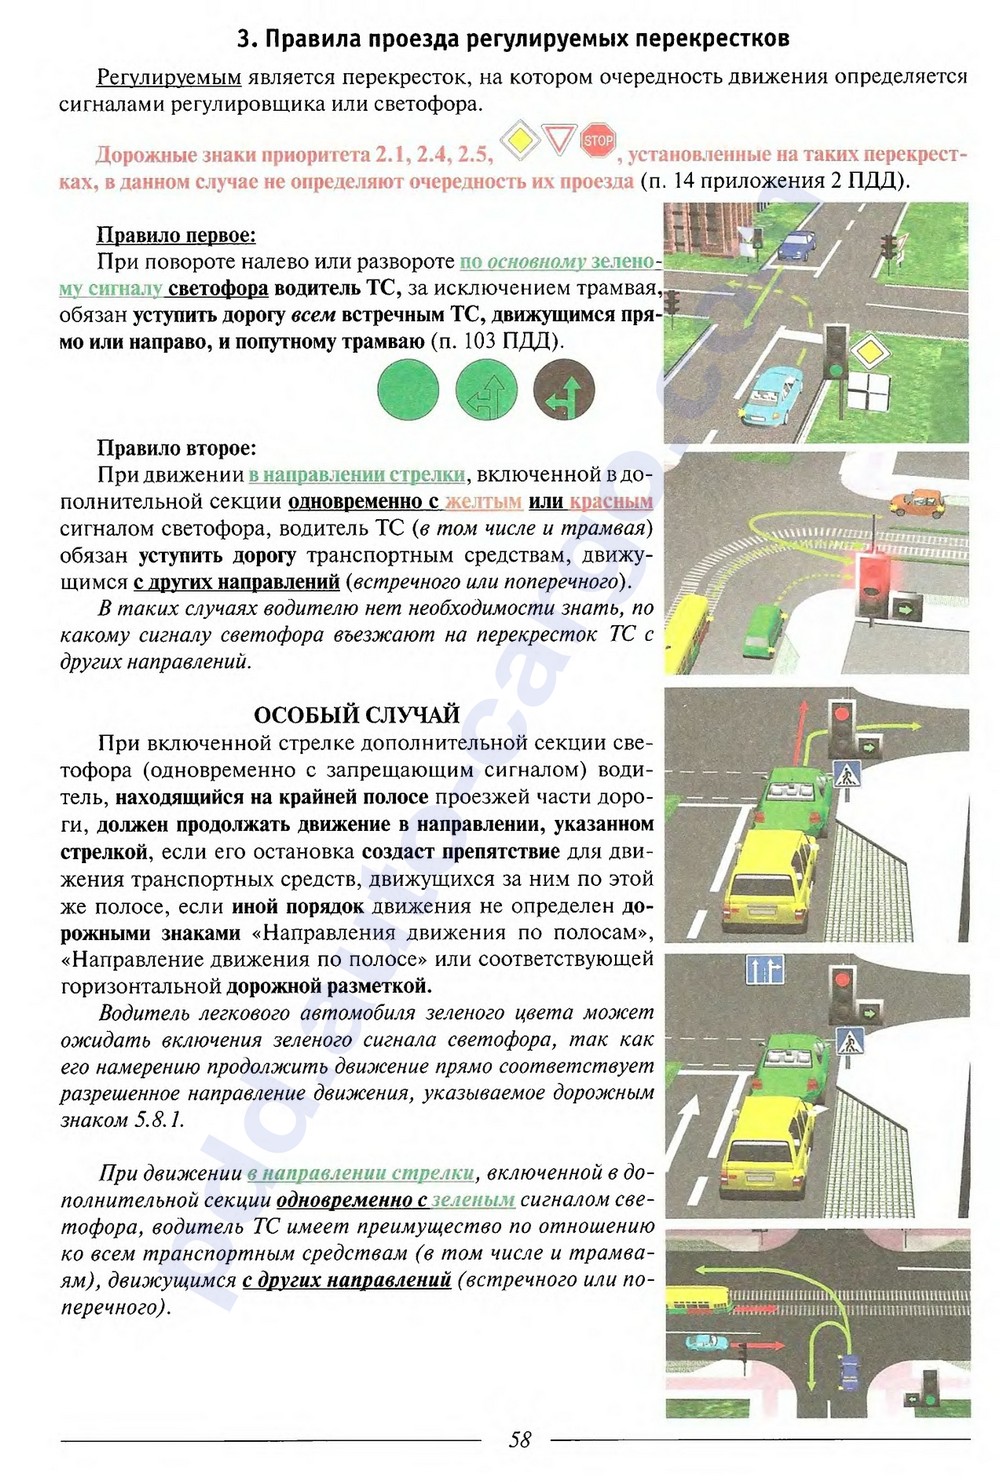 3. Правила проезда регулируемых перекрестков
Регулируемым является перекресток, на котором очередность движения определяется
сигналами регулировщика или светофора.
STOP
Дорожные знаки приоритета 2.1, 2.4, 2.5, , установленные на таких перекрест-
ках, в данном случае не определяют очередность их проезда (п. 14 приложения 2 ПДД).
Правило первое:
При повороте налево или развороте по основному зелено-
му сигналу светофора водитель ТС, за исключением трамвая,
обязан уступить дорогу всем встречным ТС, движущимся пря-
мо или направо, и попутному трамваю (п. 103 ПДД).
Правило второе:
При движении в направлении стрелки, включенной в до-
полнительной секции одновременно с желтым или красным
сигналом светофора, водитель ТС (в том числе и трамвая)
обязан уступить дорогу транспортным средствам, движу-
щимся с других направлений (встречного или поперечного).
В таких случаях водителю нет необходимости знать, по
какому сигналу светофора въезжают на перекресток ТС с
других направлений.
ОСОБЫЙ СЛУЧАЙ
При включенной стрелке дополнительной секции све-
тофора (одновременно с запрещающим сигналом) води-
тель, находящийся на крайней полосе проезжей части доро-
ги, должен продолжать движение в направлении, указанном
стрелкой, если его остановка создаст препятствие для дви-
жения транспортных средств, движущихся за ним по этой
же полосе, если иной порядок движения не определен до-
рожными знаками «Направления движения по полосам»,
«Направление движения по полосе» или соответствующей
горизонтальной дорожной разметкой.
Водитель легкового автомобиля зеленого цвета может
ожидать включения зеленого сигнала светофора, так как
его намерению продолжить движение прямо соответствует
разрешенное направление движения, указываемое дорожным
знаком 5.8.1.
При движении в направлении стрелки, включенной в до-
полнительной секции одновременно с зеленым сигналом све-
тофора, водитель ТС имеет преимущество по отношению
ко всем транспортным средствам (в том числе и трамва-
ям), движущимся с других направлений (встречного или по-
перечного).
58